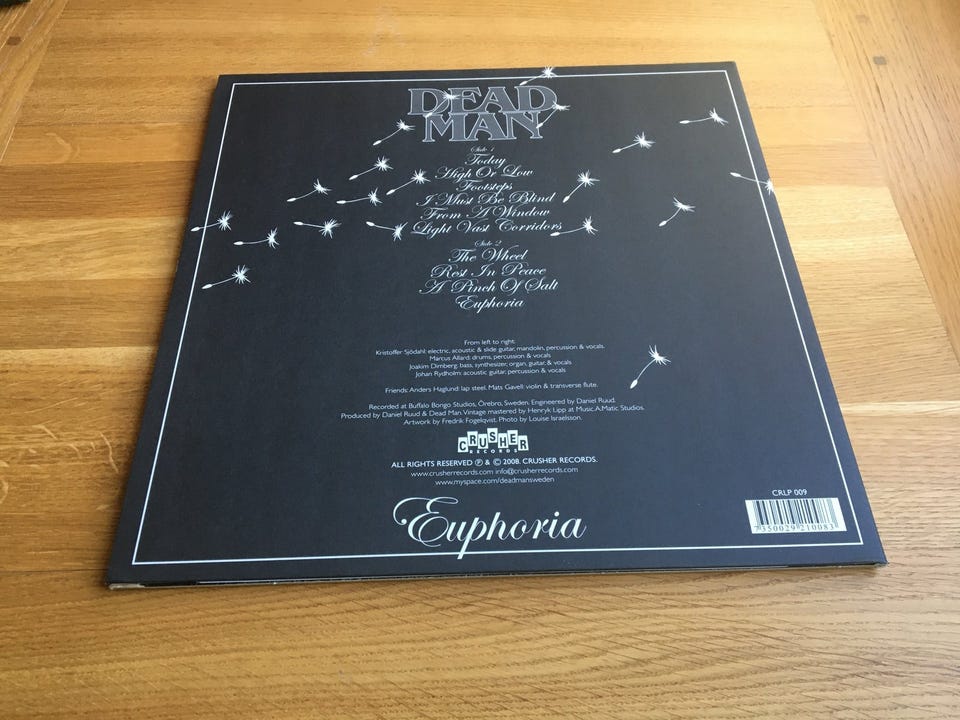 DEAD
MAN
Side 1
Today
High Or Low
Footsteps
I Must Be Blind
From A Window
Light Vast Corridors
Side 2
The Wheel
Rest In Peace
A Pinch Of Salt
Euphoria
From left to right:
Kristoffer Sjödahl: electric, acoustic & slide guitar, mandolin, percussion & vocals.
Marcus Allard: drums, percussion & vocals
Joakim Dimberg: bass, synthesizer, organ, guitar, & vocals
Johan Rydholm: acoustic guitar, percussion & vocals
Friends: Anders Haglund: lap steel. Mats Gavell: violin & transverse flute.
Recorded at Buffalo Bongo Studios, Örebro, Sweden. Engineered by Daniel Ruud.
Produced by Daniel Ruud & Dead Man Vintage mastered by Henryk Lipp at Music.A.Matic Studios.
Artwork by Fredrik Fogelqvist. Photo by Louise Israelsson.
CRUSHER
RECORDS
ALL RIGHTS RESERVED ℗ & © 2008. CRUSHER RECORDS.
www.crusherrecords.com info@crusherrecords.com
www.myspace.com/deadmansweden
CRLP 009
7350029210083
Euphoria